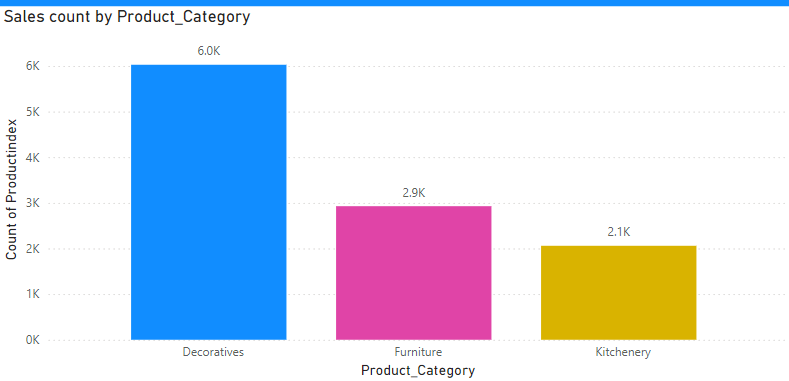 Sales count by Product_Category
Count of Productindex
6K
5K
4K
3K
2K
1K
0K
6.0K
2.9K
2.1K
Decoratives
Furniture
Kitchenery
Product_Category